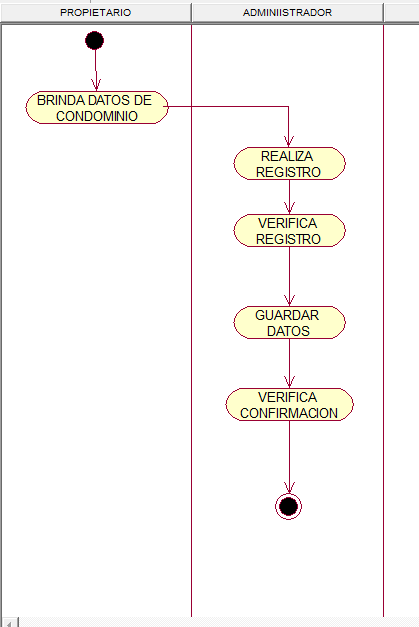 PROPIETARIO
ADMINIISTRADOR
BRINDA DATOS DE
CONDOMINIO
REALIZA
REGISTRO
VERIFICA
REGISTRO
GUARDAR
DATOS
VERIFICA
CONFIRMACION